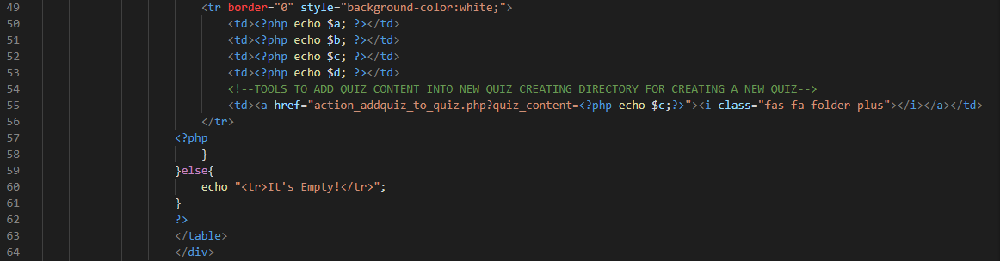 49 <tr border="0" style="background-color:white;">
50 <td><?php echo $a; ?></td>
51 <td><?php echo $b; ?></td>
52 <td><?php echo $c; ?></td>
53 <td><?php echo $d; ?></td>
54 <!--TOOLS TO ADD QUIZ CONTENT INTO NEW QUIZ CREATING DIRECTORY FOR CREATING A NEW QUIZ-->
55 <td><a href="action_addquiz_to_quiz.php?quiz_content=<?php echo $c;?>"><i class="fas fa-folder-plus"></i></a></td>
56 </tr>
57 <?php
58 }
59 }else{
60 echo "<tr>It's Empty!</tr>";
61 }
62 ?>
63 </table>
64 </div>